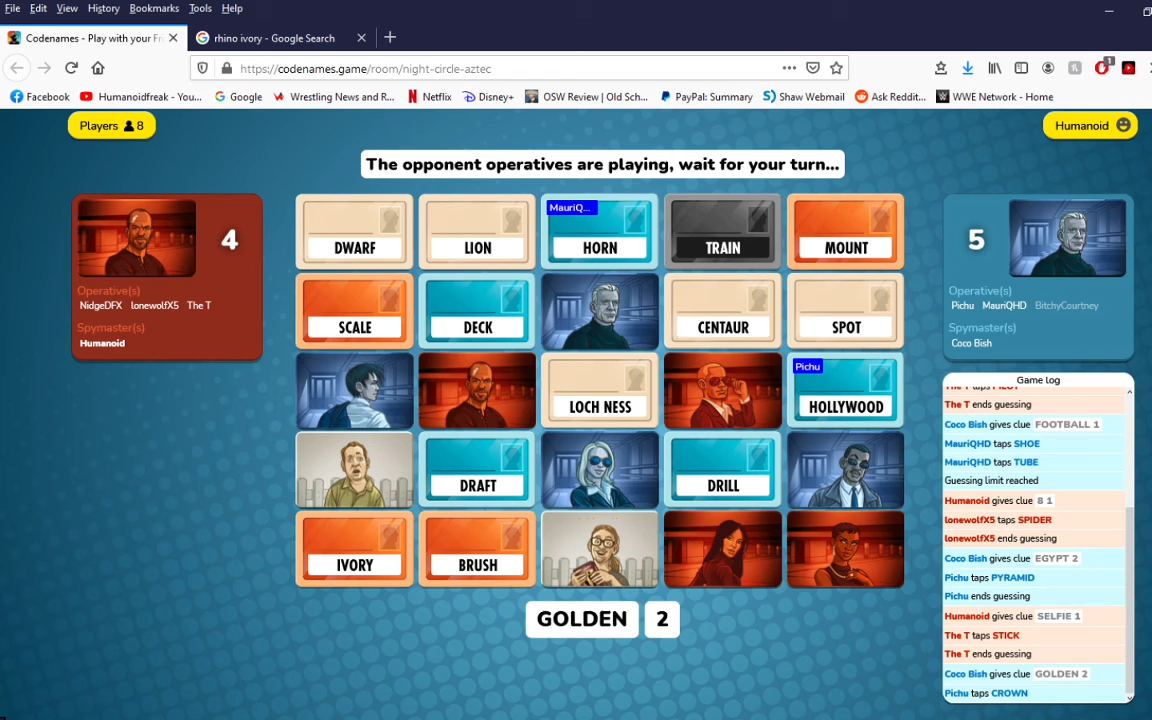 File Edit View History Bookmarks Tools Help
Codenames - Play with your Fri
rhino ivory - Google Search
https://codenames.game/room/night-circle-aztec
1
Facebook Humanoidfreak - You... Google Wrestling News and R... Netflix Disney+ OSW Review | Old Sch... PayPal: Summary Shaw Webmail Ask Reddit... WWE Network - Home
Players 8
Humanoid
The opponent operatives are playing, wait for your turn...
4
Operative(s)
NidgeDFX lonewolfX5 The T
Spymaster(s)
Humanoid
MauriQ...
DWARF LION HORN TRAIN MOUNT
SCALE DECK CENTAUR SPOT
Pichu
LOCH NESS HOLLYWOOD
DRAFT DRILL
IVORY BRUSH
GOLDEN 2
5
Operative(s)
Pichu MauriQHD BitchyCourtney
Spymaster(s)
Coco Bish
Game log
The T taps PILOT
The T ends guessing
Coco Bish gives clue FOOTBALL 1
MauriQHD taps SHOE
MauriQHD taps TUBE
Guessing limit reached
Humanoid gives clue 8 1
lonewolfX5 taps SPIDER
lonewolfX5 ends guessing
Coco Bish gives clue EGYPT 2
Pichu taps PYRAMID
Pichu ends guessing
Humanoid gives clue SELFIE 1
The T taps STICK
The T ends guessing
Coco Bish gives clue GOLDEN 2
Pichu taps CROWN